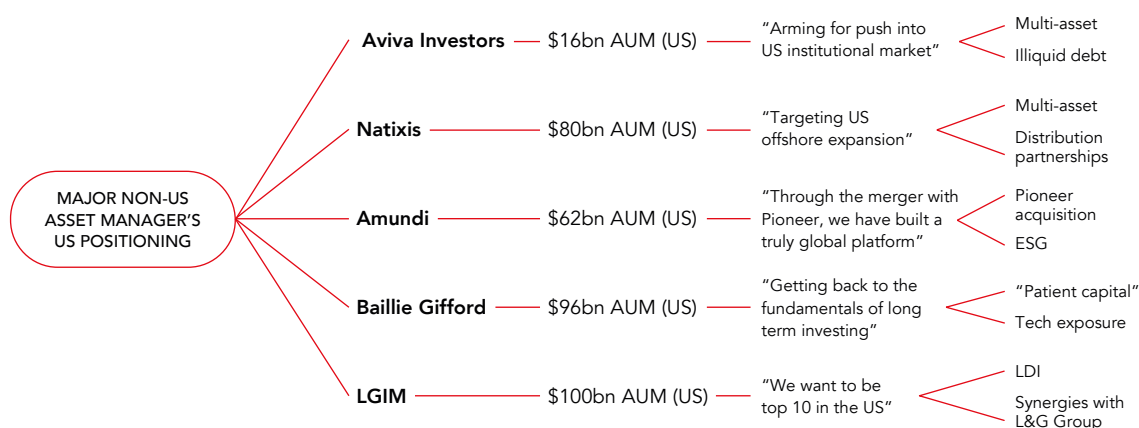 MAJOR NON-US
ASSET MANAGER’S
US POSITIONING
Aviva Investors
$16bn AUM (US)
“Arming for push into
US institutional market”
Multi-asset
Illiquid debt
Natixis
$80bn AUM (US)
“Targeting US
offshore expansion”
Multi-asset
Distribution
partnerships
Amundi
$62bn AUM (US)
“Through the merger with
Pioneer, we have built a
truly global platform”
Pioneer
acquisition
ESG
Baillie Gifford
$96bn AUM (US)
“Getting back to the
fundamentals of long
term investing”
“Patient capital”
Tech exposure
LGIM
$100bn AUM (US)
“We want to be
top 10 in the US”
LDI
Synergies with
L&G Group